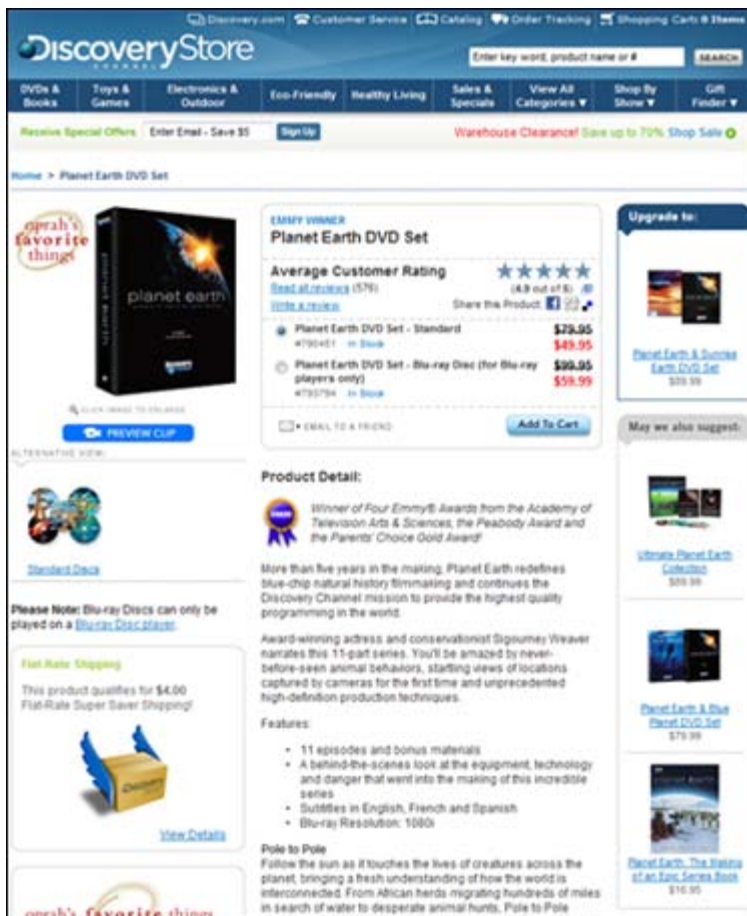 Discovery.com Customer Service Catalog Order Tracking Shopping Cart: 0 Items
Discovery Store
CHANNEL
Enter key word, product name or # SEARCH
DVDs & Books Toys & Games Electronics & Outdoor Eco-Friendly Healthy Living Sales & Specials View All Categories ▼ Shop By Show ▼ Gift Finder ▼
Receive Special Offers Enter Email - Save $5 Sign Up Warehouse Clearance! Save up to 70% Shop Sale
Home > Planet Earth DVD Set
oprah's
favorite
things
planet earth
CLICK IMAGE TO ENLARGE
PREVIEW CLIP
ALTERNATIVE VIEW:
Standard Discs
Please Note: Blu-ray Discs can only be
played on a Blu-ray Disc player.
Flat-Rate Shipping
This product qualifies for $4.00
Flat-Rate Super Saver Shipping!
View Details
oprah's favorite things
EMMY WINNER
Planet Earth DVD Set
Average Customer Rating
Read all reviews (576) (4.9 out of 5)
Write a review Share this Product:
Planet Earth DVD Set - Standard $79.95
#790451 In Stock $49.95
Planet Earth DVD Set - Blu-ray Disc (for Blu-ray $99.95
players only) $59.99
#793794 In Stock
EMAIL TO A FRIEND Add To Cart
Product Detail:
Winner of Four Emmy® Awards from the Academy of
Television Arts & Sciences, the Peabody Award and
the Parents' Choice Gold Award!
More than five years in the making, Planet Earth redefines
blue-chip natural history filmmaking and continues the
Discovery Channel mission to provide the highest quality
programming in the world.
Award-winning actress and conservationist Sigourney Weaver
narrates this 11-part series. You'll be amazed by never-
before-seen animal behaviors, startling views of locations
captured by cameras for the first time and unprecedented
high-definition production techniques.
Features:
• 11 episodes and bonus materials
• A behind-the-scenes look at the equipment, technology
and danger that went into the making of this incredible
series
• Subtitles in English, French and Spanish
• Blu-ray Resolution: 1080i
Pole to Pole
Follow the sun as it touches the lives of creatures across the
planet, bringing a fresh understanding of how the world is
interconnected. From African herds migrating hundreds of miles
in search of water to desperate animal hunts, Pole to Pole
Upgrade to:
Planet Earth & Sunrise
Earth DVD Set
$89.99
May we also suggest:
Ultimate Planet Earth
Collection
$89.99
Planet Earth & Blue
Planet DVD Set
$79.99
Planet Earth: The Making
of an Epic Series Book
$16.95